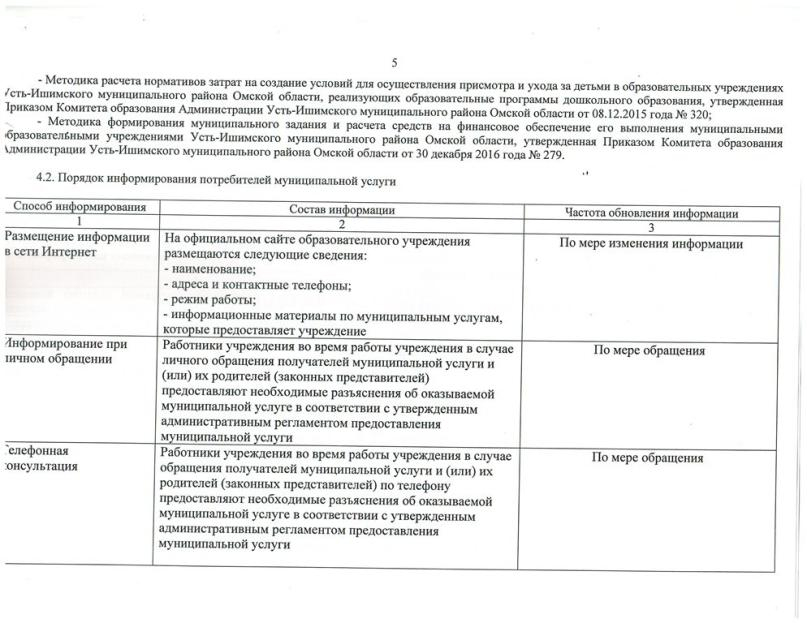 5
- Методика расчета нормативов затрат на создание условий для осуществления присмотра и ухода за детьми в образовательных учреждениях
Усть-Ишимского муниципального района Омской области, реализующих образовательные программы дошкольного образования, утвержденная
Приказом Комитета образования Администрации Усть-Ишимского муниципального района Омской области от 08.12.2015 года № 320;
- Методика формирования муниципального задания и расчета средств на финансовое обеспечение его выполнения муниципальными
образовательными учреждениями Усть-Ишимского муниципального района Омской области, утвержденная Приказом Комитета образования
Администрации Усть-Ишимского муниципального района Омской области от 30 декабря 2016 года № 279.
4.2. Порядок информирования потребителей муниципальной услуги
Способ информирования
Состав информации
Частота обновления информации
1
2
3
Размещение информации
в сети Интернет
На официальном сайте образовательного учреждения
размещаются следующие сведения:
- наименование;
- адреса и контактные телефоны;
- режим работы;
- информационные материалы по муниципальным услугам,
которые предоставляет учреждение
По мере изменения информации
Информирование при
личном обращении
Работники учреждения во время работы учреждения в случае
личного обращения получателей муниципальной услуги и
(или) их родителей (законных представителей)
предоставляют необходимые разъяснения об оказываемой
муниципальной услуге в соответствии с утвержденным
административным регламентом предоставления
муниципальной услуги
По мере обращения
Телефонная
консультация
Работники учреждения во время работы учреждения в случае
обращения получателей муниципальной услуги и (или) их
родителей (законных представителей) по телефону
предоставляют необходимые разъяснения об оказываемой
муниципальной услуге в соответствии с утвержденным
административным регламентом предоставления
муниципальной услуги
По мере обращения